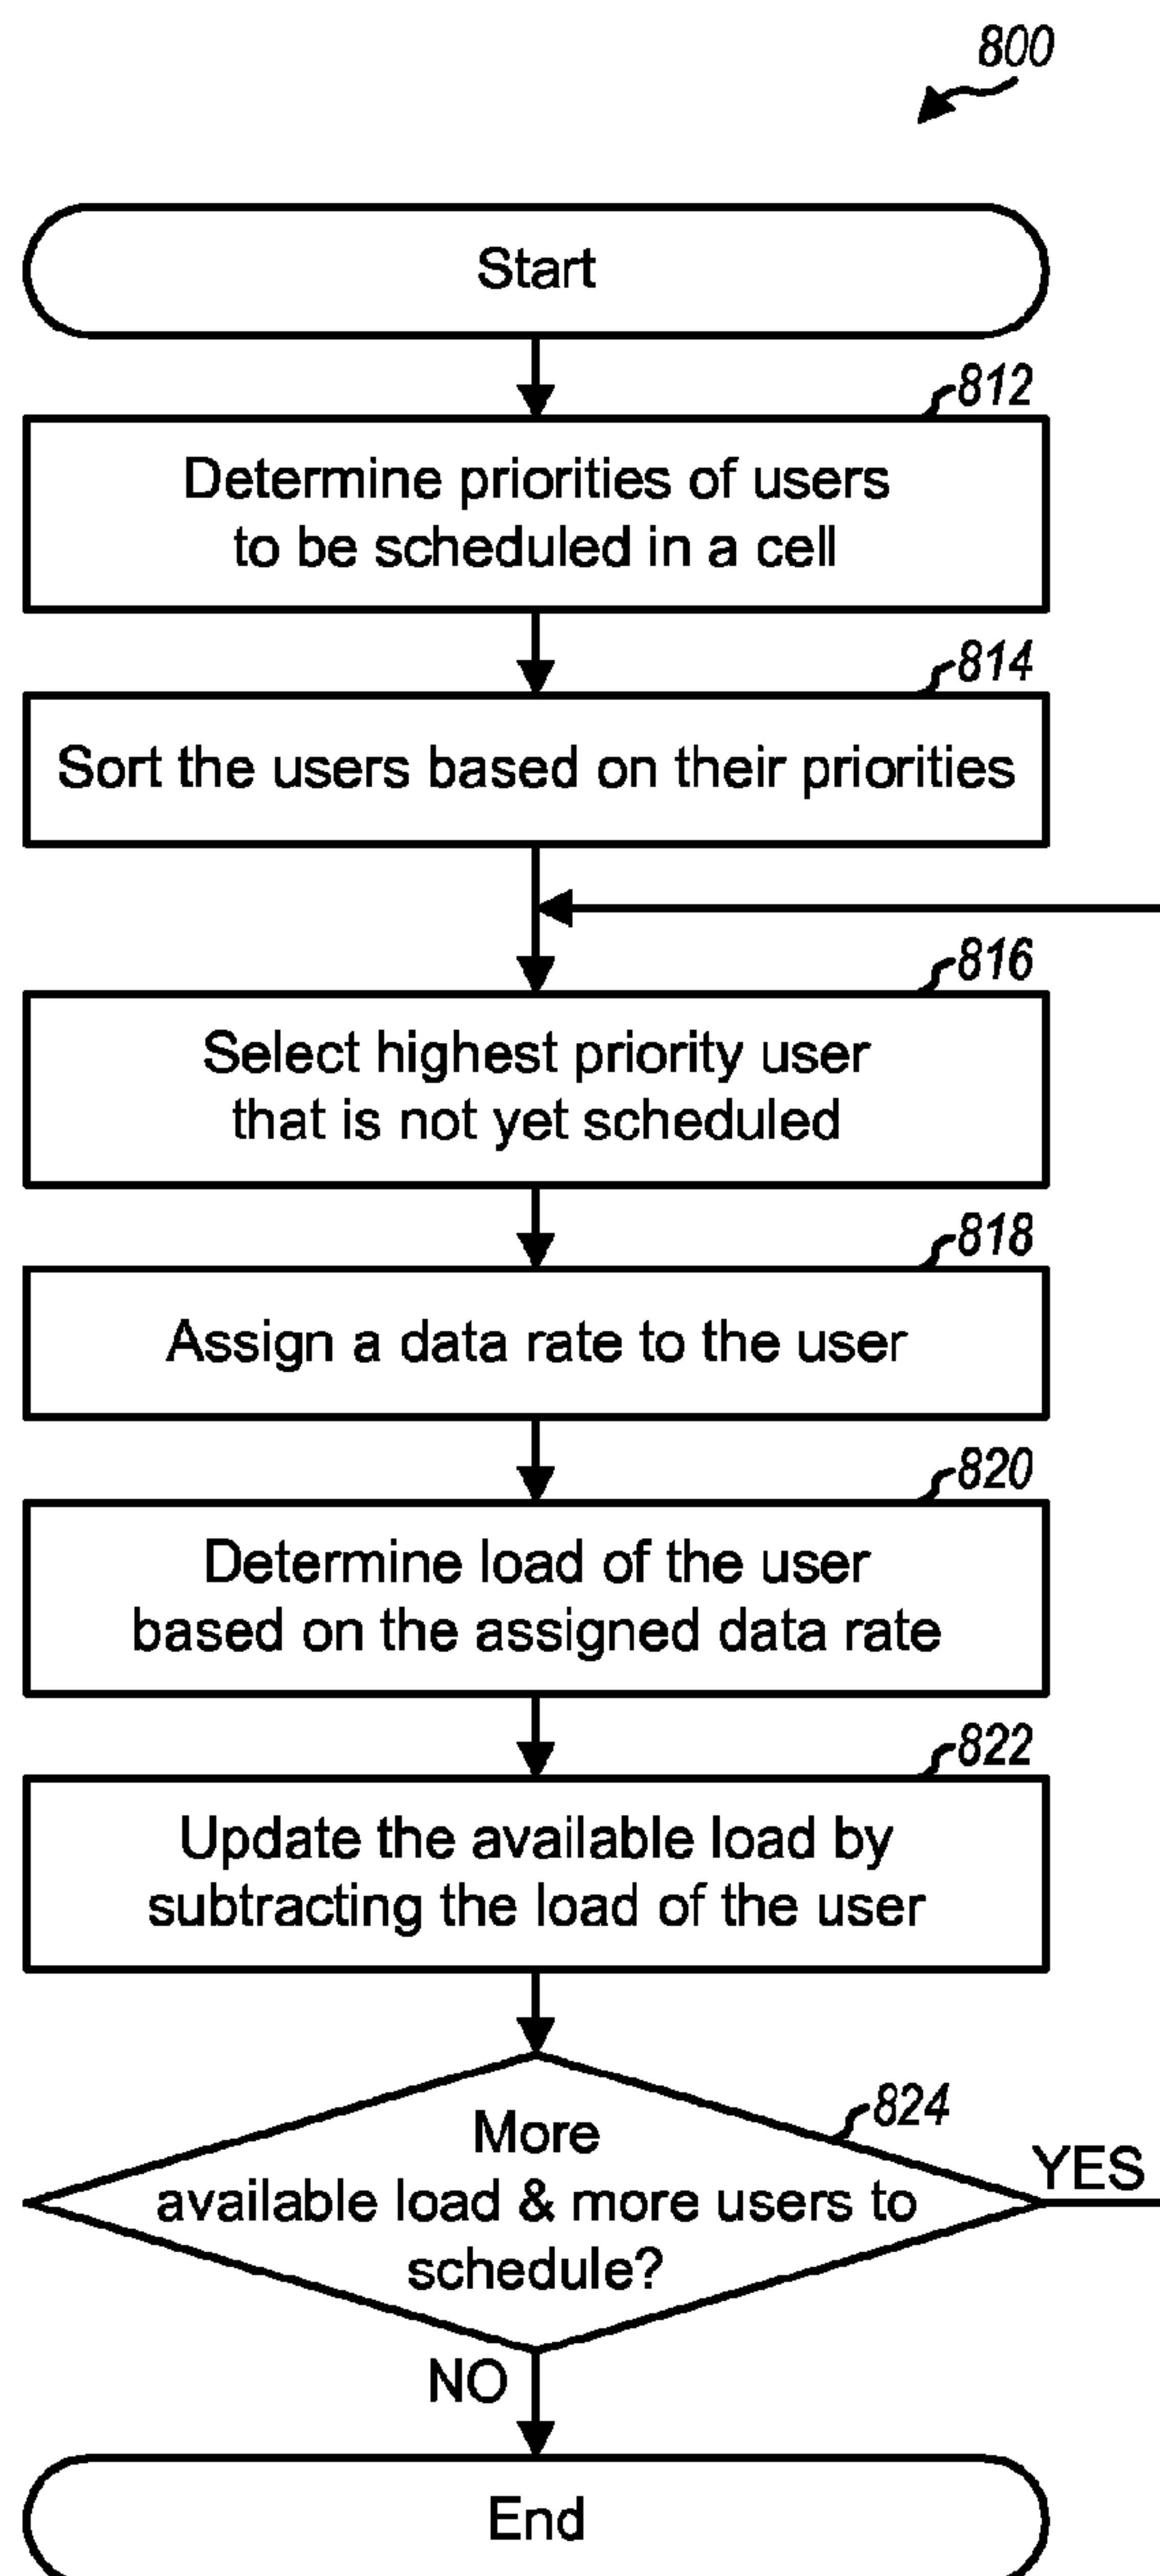 800
Start
812
Determine priorities of users
to be scheduled in a cell
814
Sort the users based on their priorities
816
Select highest priority user
that is not yet scheduled
818
Assign a data rate to the user
820
Determine load of the user
based on the assigned data rate
822
Update the available load by
subtracting the load of the user
824
More
available load & more users to
schedule?
YES
NO
End